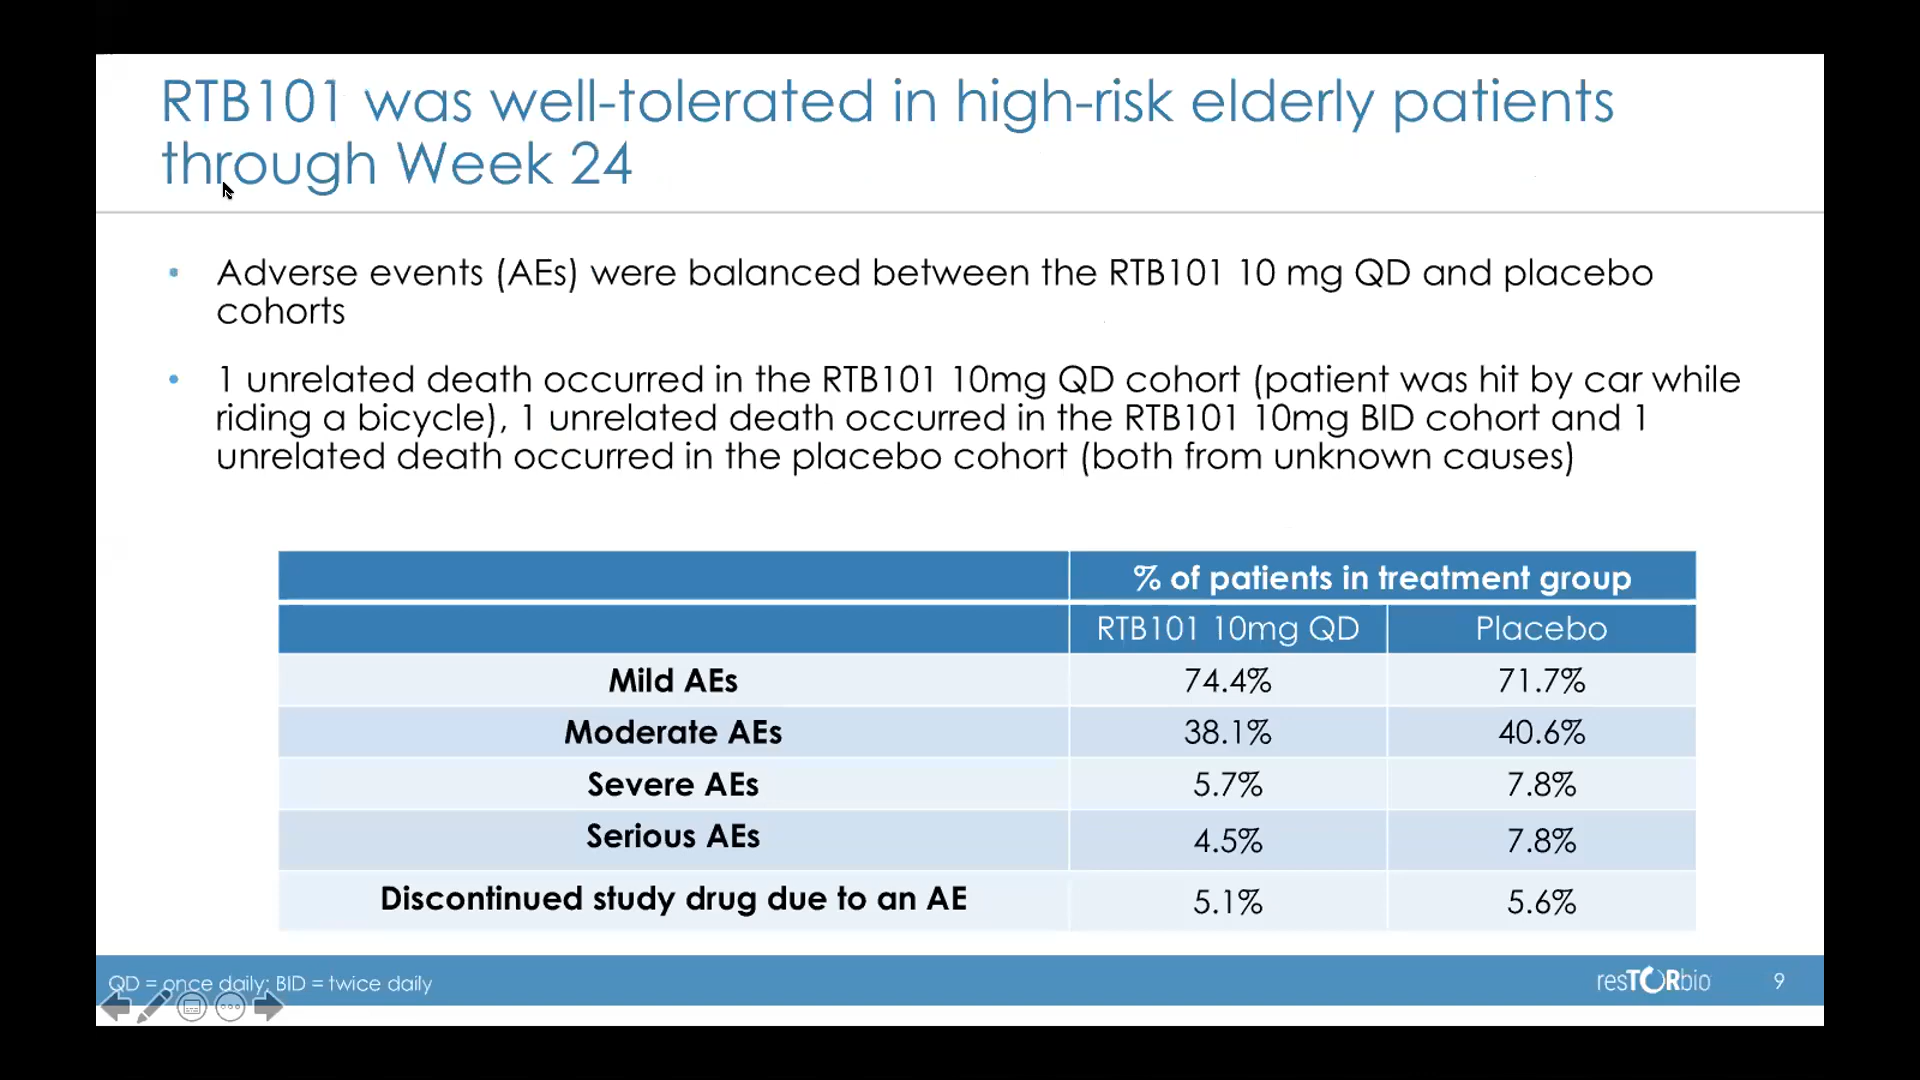 RTB101 was well-tolerated in high-risk elderly patients
through Week 24
• Adverse events (AEs) were balanced between the RTB101 10 mg QD and placebo
cohorts
• 1 unrelated death occurred in the RTB101 10mg QD cohort (patient was hit by car while
riding a bicycle), 1 unrelated death occurred in the RTB101 10mg BID cohort and 1
unrelated death occurred in the placebo cohort (both from unknown causes)
% of patients in treatment group
RTB101 10mg QD Placebo
Mild AEs 74.4% 71.7%
Moderate AEs 38.1% 40.6%
Severe AEs 5.7% 7.8%
Serious AEs 4.5% 7.8%
Discontinued study drug due to an AE 5.1% 5.6%
QD = once daily; BID = twice daily
resTORbio 9